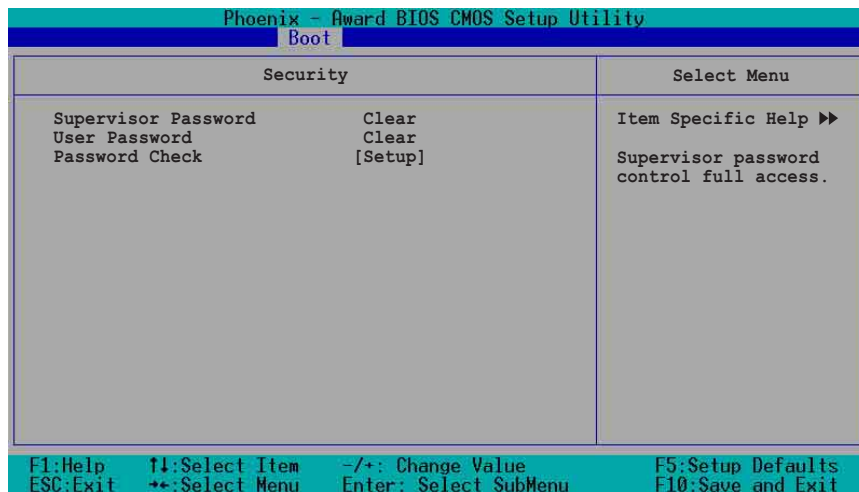 Phoenix - Award BIOS CMOS Setup Utility
Boot
Security
Select Menu
Supervisor Password Clear
User Password Clear
Password Check [Setup]
Item Specific Help ▶▶
Supervisor password
control full access.
F1:Help ↑↓:Select Item -/+: Change Value F5:Setup Defaults
ESC:Exit →←:Select Menu Enter: Select SubMenu F10:Save and Exit